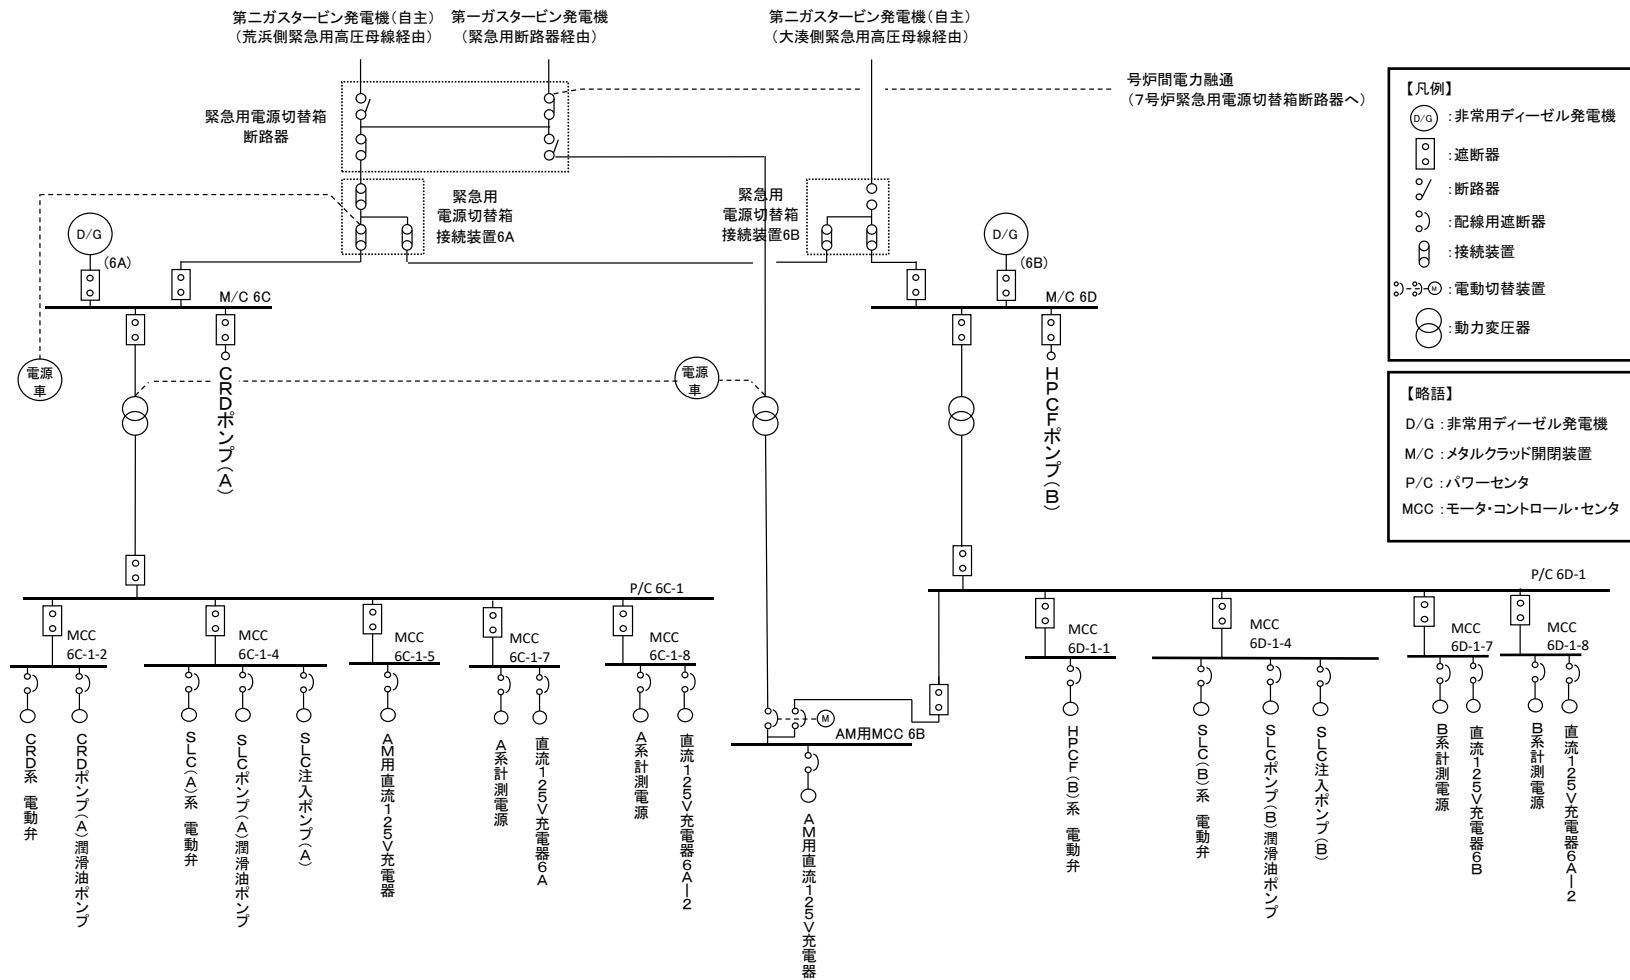 第二ガスタービン発電機(自主)
(荒浜側緊急用高圧母線経由)
第一ガスタービン発電機
(緊急用断路器経由)
第二ガスタービン発電機(自主)
(大湊側緊急用高圧母線経由)
号炉間電力融通
(7号炉緊急用電源切替箱断路器へ)
緊急用電源切替箱
断路器
緊急用
電源切替箱
接続装置6A
緊急用
電源切替箱
接続装置6B
D/G
(6A)
D/G
(6B)
M/C 6C
M/C 6D
電源
車
電源
車
CRDポンプ(A)
HPCFポンプ(B)
P/C 6C-1
P/C 6D-1
MCC
6C-1-2
MCC
6C-1-4
MCC
6C-1-5
MCC
6C-1-7
MCC
6C-1-8
MCC
6D-1-1
MCC
6D-1-4
MCC
6D-1-7
MCC
6D-1-8
M
AM用MCC 6B
CRD系 電動弁
CRDポンプ(A)潤滑油ポンプ
SLC(A)系 電動弁
SLCポンプ(A)潤滑油ポンプ
SLC注入ポンプ(A)
AM用直流125V充電器
A系計測電源
直流125V充電器6A
A系計測電源
直流125V充電器6A-2
AM用直流125V充電器
HPCF(B)系 電動弁
SLC(B)系 電動弁
SLCポンプ(B)潤滑油ポンプ
SLC注入ポンプ(B)
B系計測電源
直流125V充電器6B
B系計測電源
直流125V充電器6A-2
【凡例】
D/G :非常用ディーゼル発電機
:遮断器
:断路器
:配線用遮断器
:接続装置
M :電動切替装置
:動力変圧器
【略語】
D/G :非常用ディーゼル発電機
M/C :メタルクラッド開閉装置
P/C :パワーセンタ
MCC :モータ・コントロール・センタ